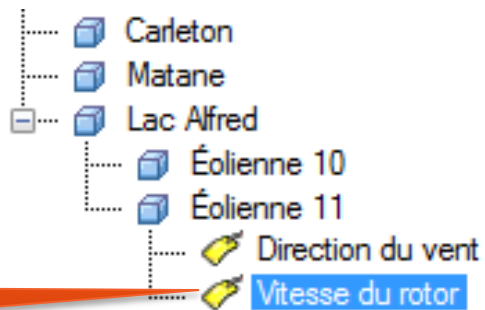 Carleton
Matane
Lac Alfred
Éolienne 10
Éolienne 11
Direction du vent
Vitesse du rotor